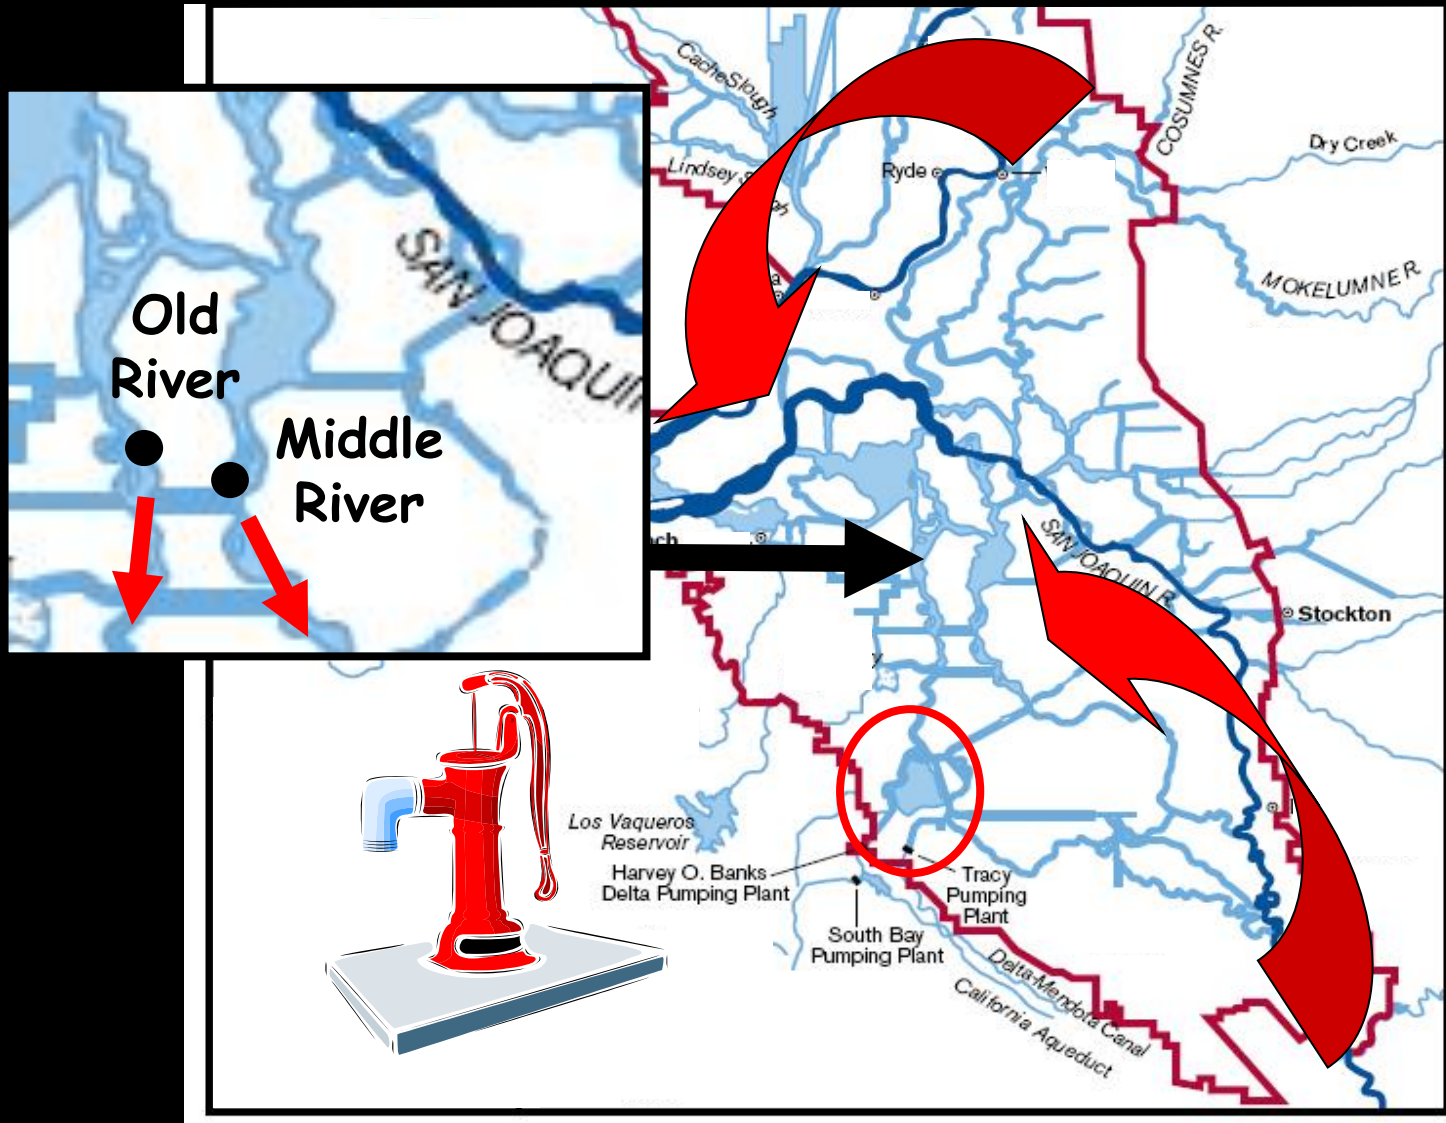 Cache Slough
COSUMNES R.
Dry Creek
Lindsey
Ryde
MOKELUMNE R.
SAN JOAQUIN
Old
River
Middle
River
SAN JOAQUIN R.
Stockton
Los Vaqueros
Reservoir
Harvey O. Banks
Delta Pumping Plant
Tracy
Pumping
Plant
South Bay
Pumping Plant
Delta-Mendota Canal
California Aqueduct